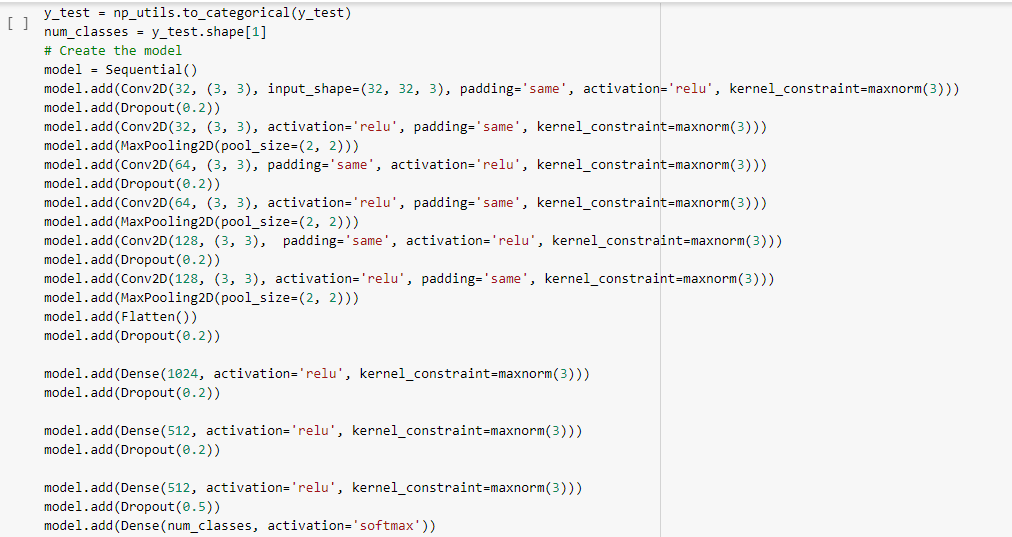 [ ]
y_test = np_utils.to_categorical(y_test)
num_classes = y_test.shape[1]
# Create the model
model = Sequential()
model.add(Conv2D(32, (3, 3), input_shape=(32, 32, 3), padding='same', activation='relu', kernel_constraint=maxnorm(3)))
model.add(Dropout(0.2))
model.add(Conv2D(32, (3, 3), activation='relu', padding='same', kernel_constraint=maxnorm(3)))
model.add(MaxPooling2D(pool_size=(2, 2)))
model.add(Conv2D(64, (3, 3), padding='same', activation='relu', kernel_constraint=maxnorm(3)))
model.add(Dropout(0.2))
model.add(Conv2D(64, (3, 3), activation='relu', padding='same', kernel_constraint=maxnorm(3)))
model.add(MaxPooling2D(pool_size=(2, 2)))
model.add(Conv2D(128, (3, 3),  padding='same', activation='relu', kernel_constraint=maxnorm(3)))
model.add(Dropout(0.2))
model.add(Conv2D(128, (3, 3), activation='relu', padding='same', kernel_constraint=maxnorm(3)))
model.add(MaxPooling2D(pool_size=(2, 2)))
model.add(Flatten())
model.add(Dropout(0.2))

model.add(Dense(1024, activation='relu', kernel_constraint=maxnorm(3)))
model.add(Dropout(0.2))

model.add(Dense(512, activation='relu', kernel_constraint=maxnorm(3)))
model.add(Dropout(0.2))

model.add(Dense(512, activation='relu', kernel_constraint=maxnorm(3)))
model.add(Dropout(0.5))
model.add(Dense(num_classes, activation='softmax'))